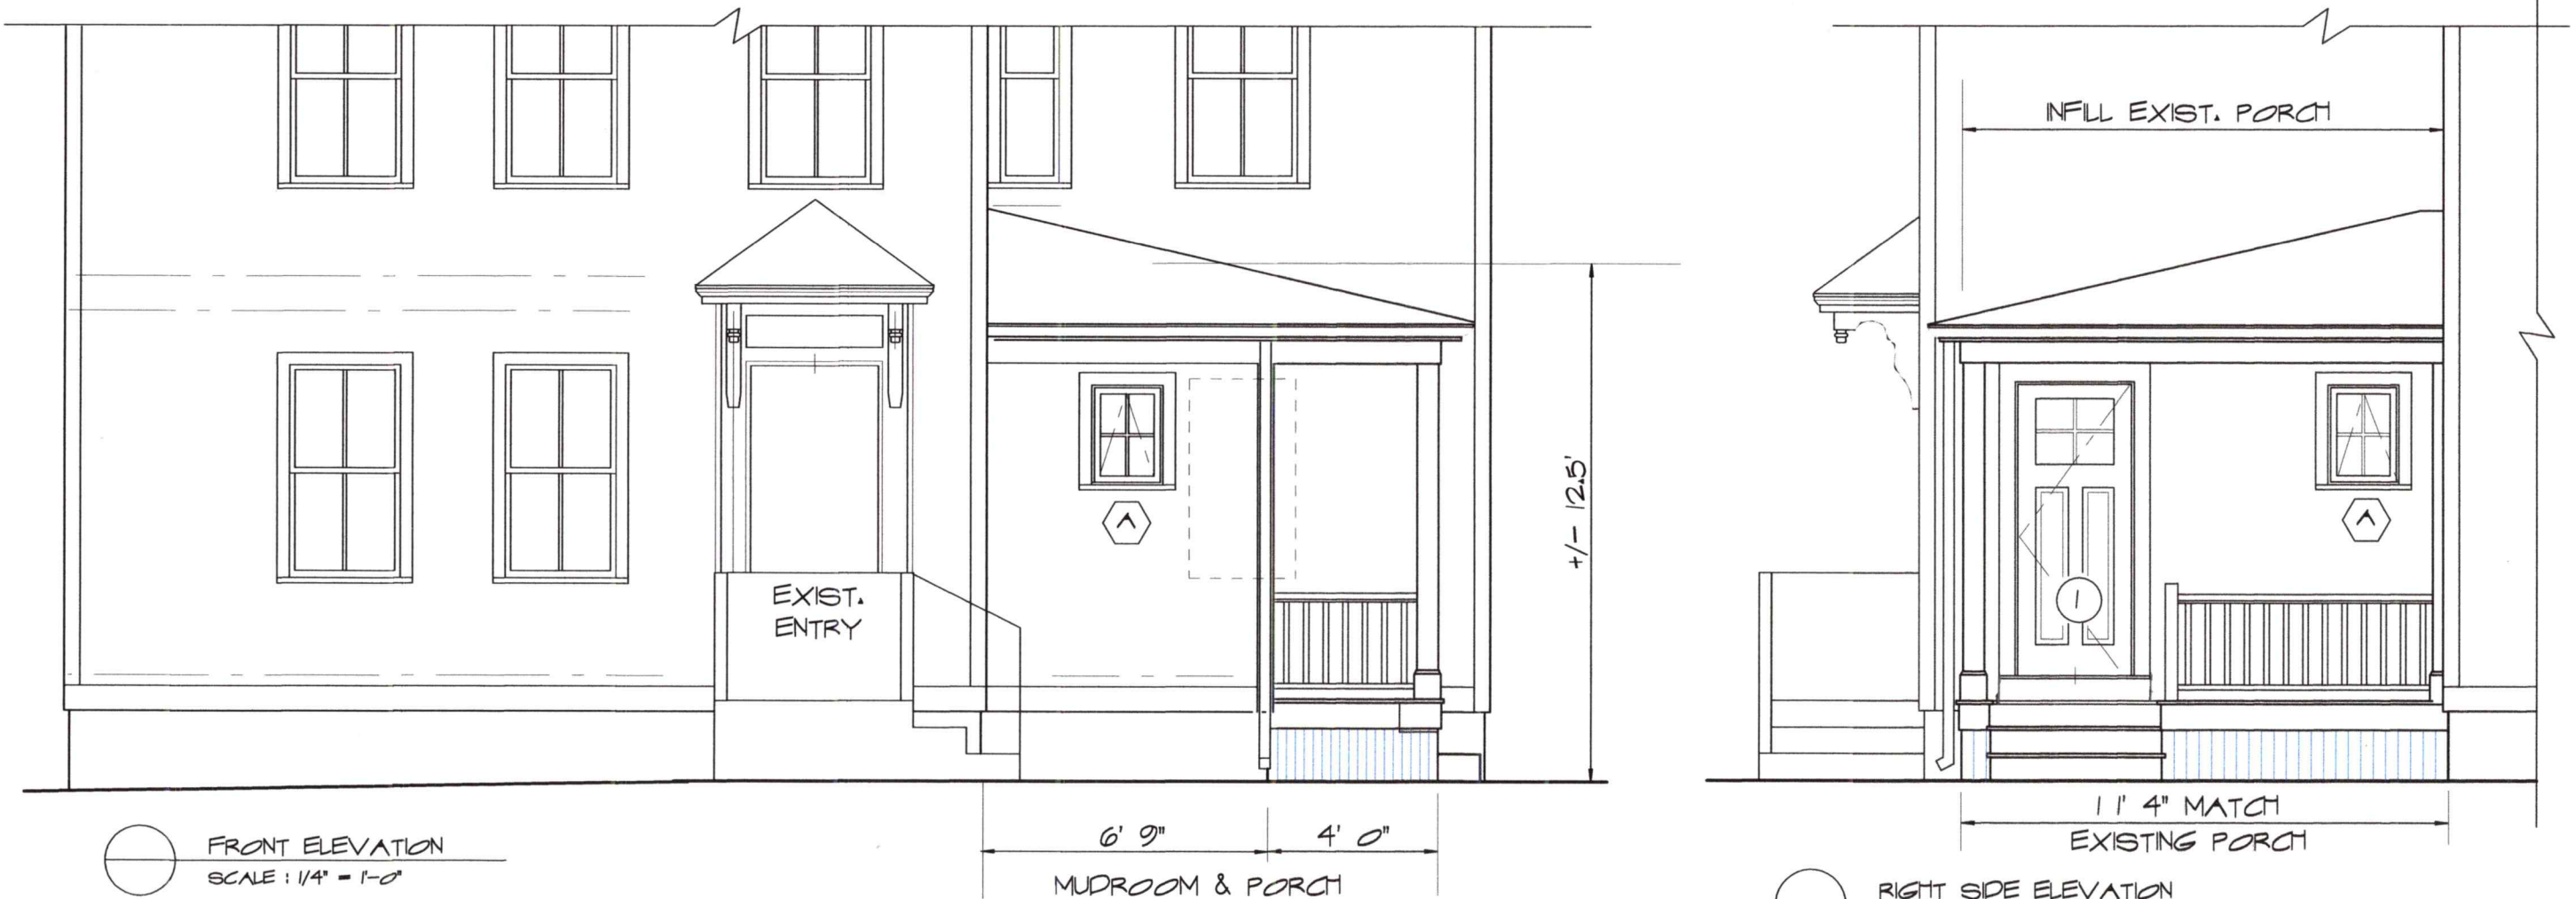 INFILL EXIST. PORCH
EXIST.
ENTRY
A
+/- 12.5'
A
1
6' 9"
4' 0"
MUDROOM & PORCH
11' 4" MATCH
EXISTING PORCH
FRONT ELEVATION
SCALE : 1/4" = 1'-0"
RIGHT SIDE ELEVATION